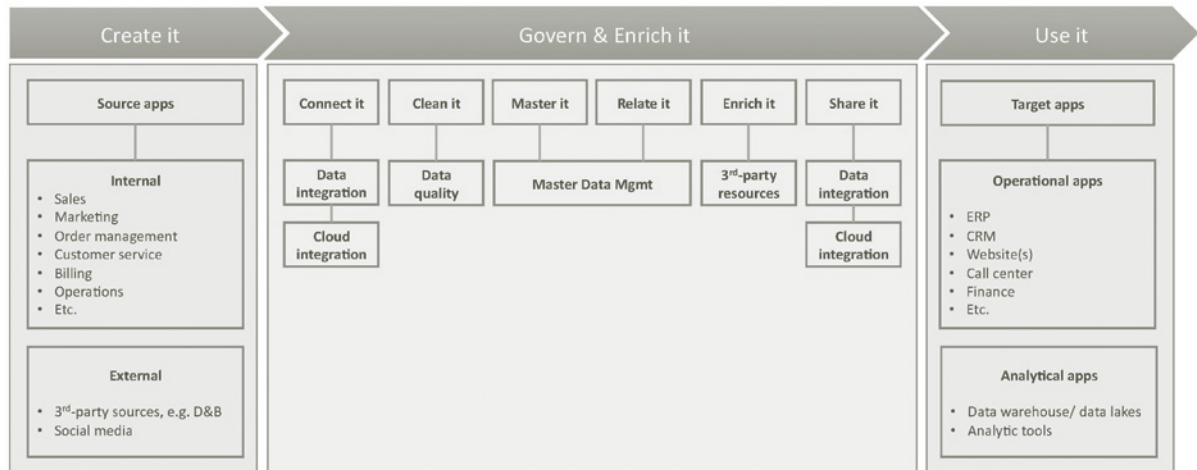 Create it
Govern & Enrich it
Use it
Source apps
Internal
• Sales
• Marketing
• Order management
• Customer service
• Billing
• Operations
• Etc.
External
• 3rd-party sources, e.g. D&B
• Social media
Connect it
Clean it
Master it
Relate it
Enrich it
Share it
Data
integration
Data
quality
Master Data Mgmt
3rd-party
resources
Data
integration
Cloud
integration
Cloud
integration
Target apps
Operational apps
• ERP
• CRM
• Website(s)
• Call center
• Finance
• Etc.
Analytical apps
• Data warehouse/ data lakes
• Analytic tools